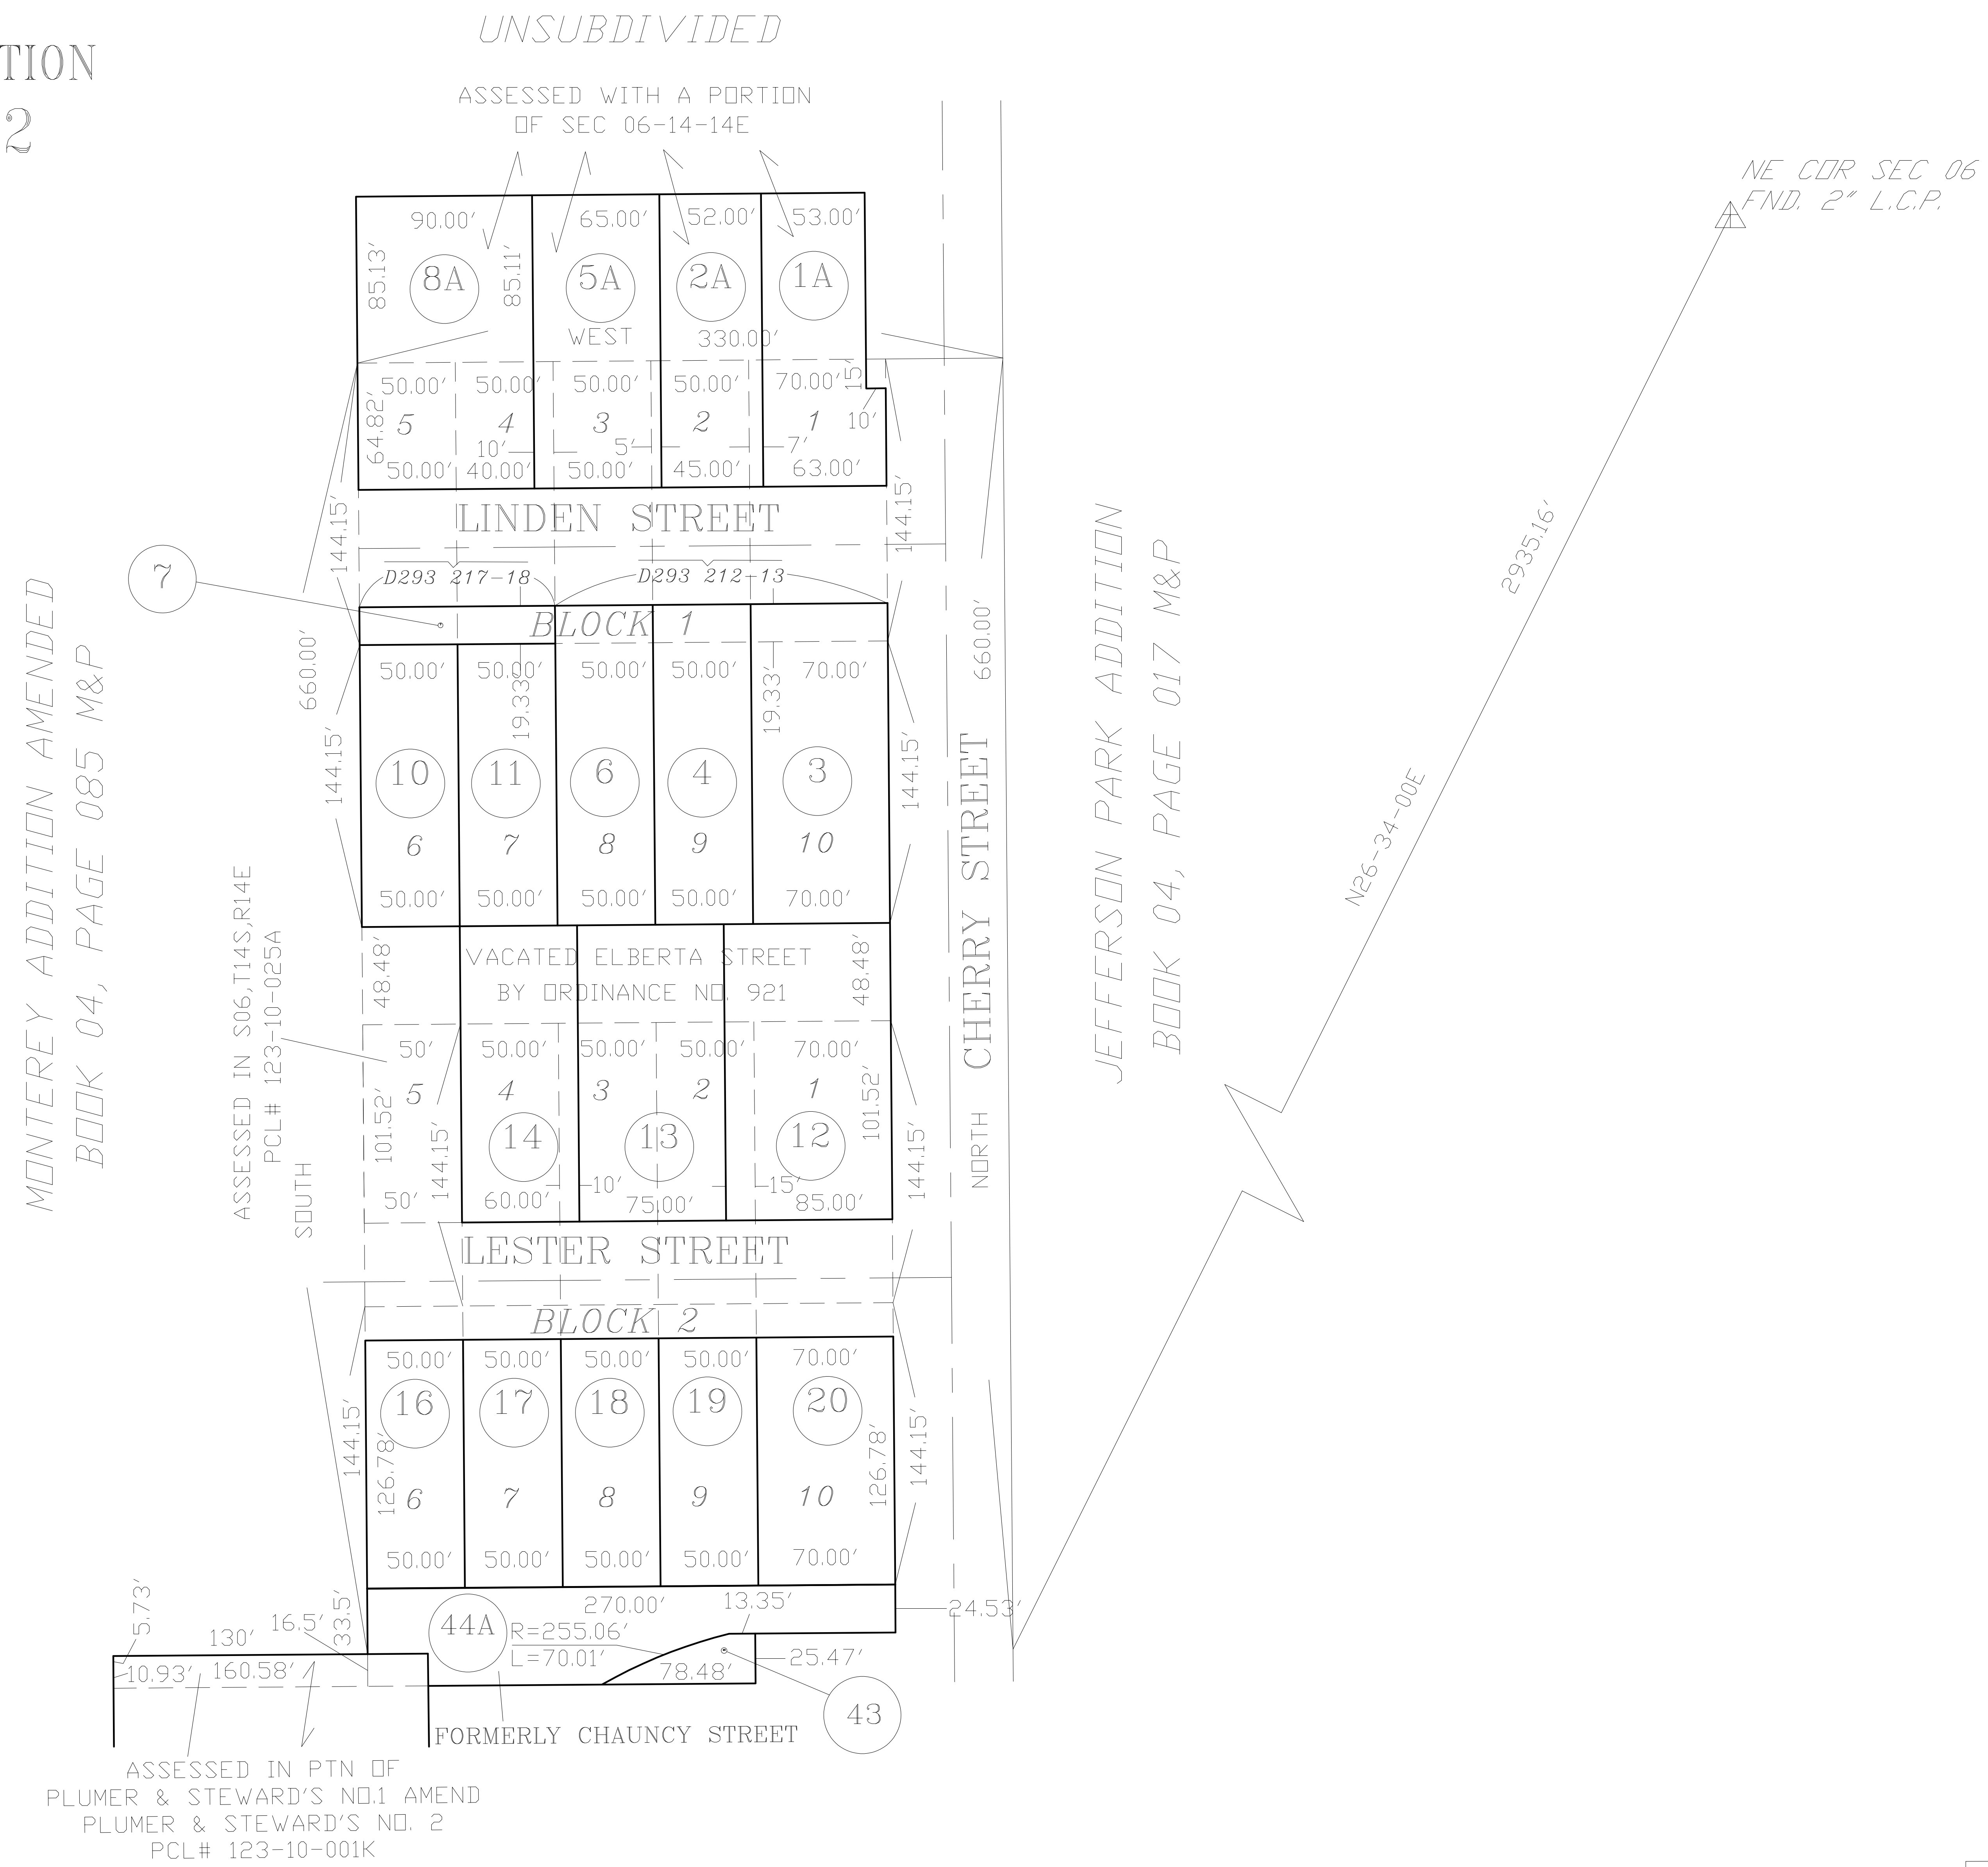 UNSUBDIVIDED
TION
2
ASSESSED WITH A PORTION
OF SEC 06-14-14E
NE COR SEC 06
FND. 2" L.C.P.
90.00' 65.00' 52.00' 53.00'
85.13' 85.11'
8A 5A 2A 1A
WEST 330.00'
50.00' 50.00' 50.00' 50.00' 70.00' 15'
64.82' 5 4 3 2 1 10'
10' 5' 7'
50.00' 40.00' 50.00' 45.00' 63.00'
LINDEN STREET
144.15' 144.15'
2935.16'
N26-34-00E
7
D293 217-18 D293 212-13
BLOCK 1
660.00' 660.00'
50.00' 50.00' 50.00' 50.00' 70.00'
19.33' 19.33'
144.15' 144.15'
10 11 6 4 3
6 7 8 9 10
50.00' 50.00' 50.00' 50.00' 70.00'
MONTEREY ADDITION AMENDED
BOOK 04, PAGE 085 M&P
NORTH CHERRY STREET
JEFFERSON PARK ADDITION
BOOK 04, PAGE 017 M&P
ASSESSED IN S06,T14S,R14E
PCL# 123-10-025A
SOUTH
48.48' 48.48'
VACATED ELBERTA STREET
BY ORDINANCE NO. 921
50' 50.00' 50.00' 50.00' 70.00'
5 4 3 2 1
101.52' 101.52'
144.15' 144.15'
14 13 12
10' 15'
50' 60.00' 75.00' 85.00'
LESTER STREET
BLOCK 2
50.00' 50.00' 50.00' 50.00' 70.00'
16 17 18 19 20
144.15' 126.78' 126.78' 144.15'
6 7 8 9 10
50.00' 50.00' 50.00' 50.00' 70.00'
270.00' 13.35' 24.53'
5.73' 130' 16.5' 33.5'
44A
R=255.06'
L=70.01'
10.93' 160.58' 78.48' 25.47'
43
FORMERLY CHAUNCY STREET
ASSESSED IN PTN OF
PLUMER & STEWARD'S NO.1 AMEND
PLUMER & STEWARD'S NO. 2
PCL# 123-10-001K